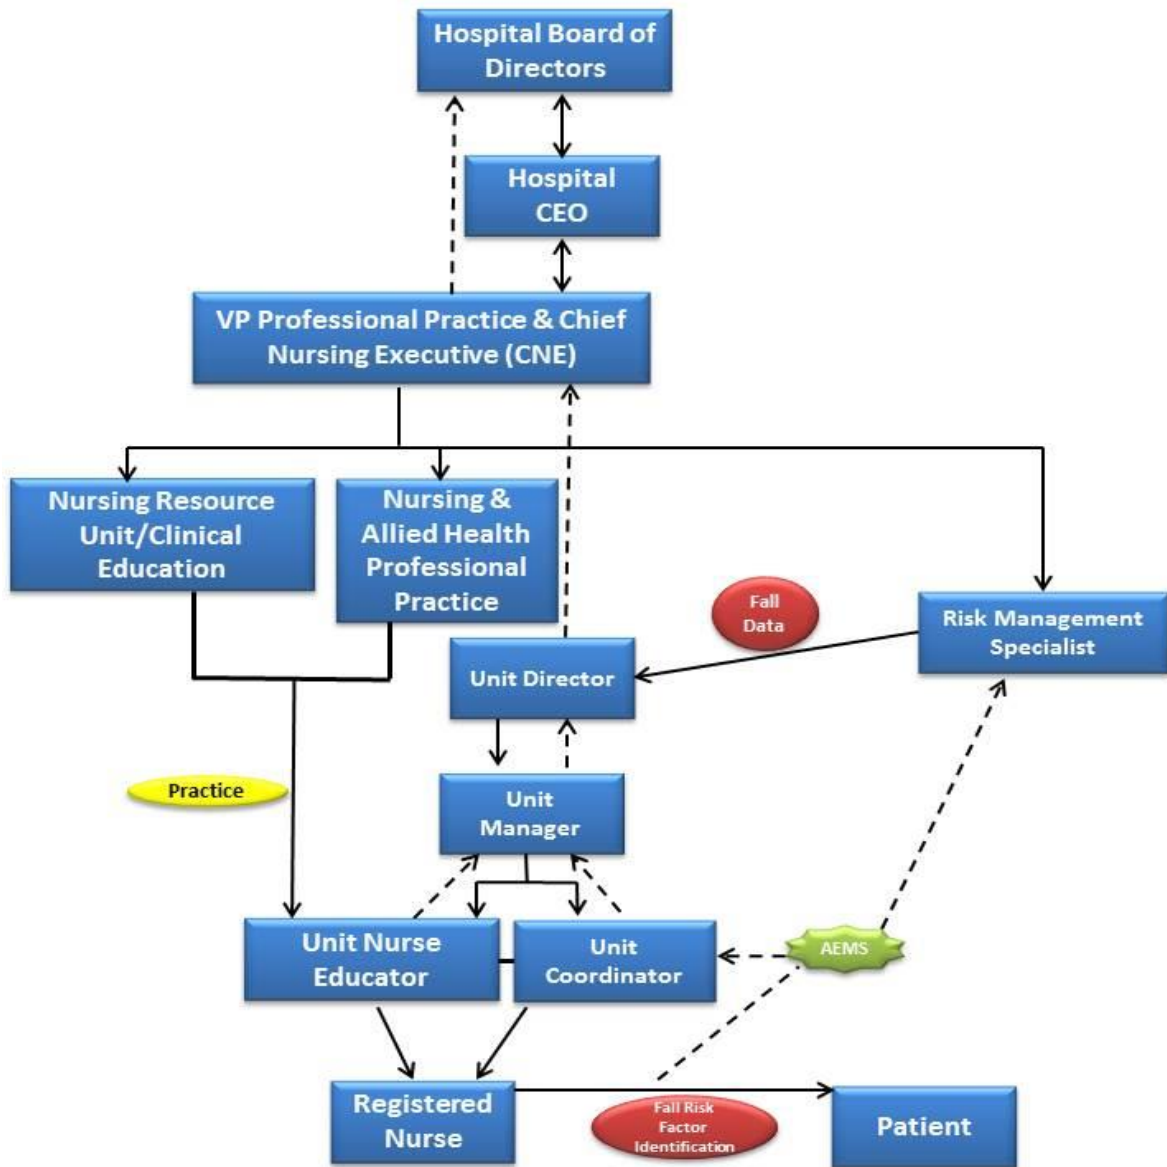 Hospital Board of
Directors
Hospital
CEO
VP Professional Practice & Chief
Nursing Executive (CNE)
Nursing Resource
Unit/Clinical
Education
Nursing &
Allied Health
Professional
Practice
Fall
Data
Risk Management
Specialist
Unit Director
Practice
Unit
Manager
Unit Nurse
Educator
Unit
Coordinator
AEMS
Registered
Nurse
Fall Risk
Factor
Identification
Patient